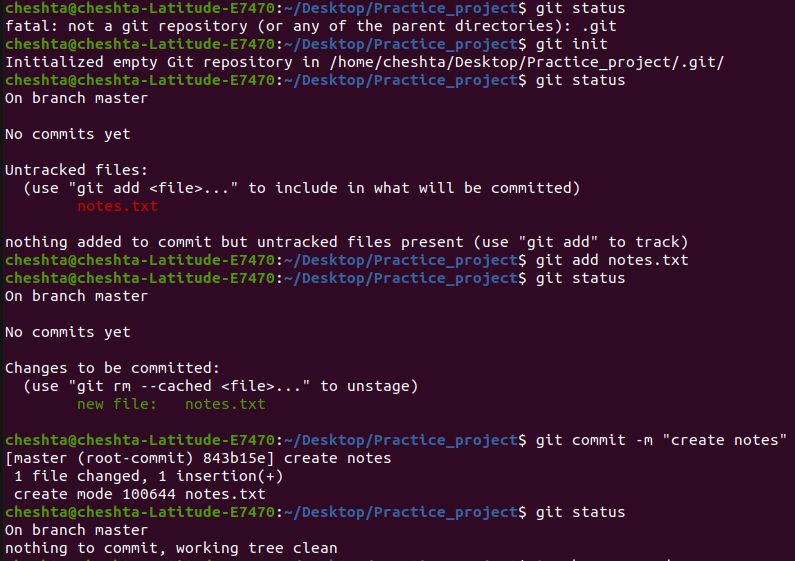 cheshta@cheshta-Latitude-E7470:~/Desktop/Practice_project$ git status
fatal: not a git repository (or any of the parent directories): .git
cheshta@cheshta-Latitude-E7470:~/Desktop/Practice_project$ git init
Initialized empty Git repository in /home/cheshta/Desktop/Practice_project/.git/
cheshta@cheshta-Latitude-E7470:~/Desktop/Practice_project$ git status
On branch master

No commits yet

Untracked files:
  (use "git add <file>..." to include in what will be committed)
        notes.txt

nothing added to commit but untracked files present (use "git add" to track)
cheshta@cheshta-Latitude-E7470:~/Desktop/Practice_project$ git add notes.txt
cheshta@cheshta-Latitude-E7470:~/Desktop/Practice_project$ git status
On branch master

No commits yet

Changes to be committed:
  (use "git rm --cached <file>..." to unstage)
        new file:   notes.txt

cheshta@cheshta-Latitude-E7470:~/Desktop/Practice_project$ git commit -m "create notes"
[master (root-commit) 843b15e] create notes
 1 file changed, 1 insertion(+)
 create mode 100644 notes.txt
cheshta@cheshta-Latitude-E7470:~/Desktop/Practice_project$ git status
On branch master
nothing to commit, working tree clean